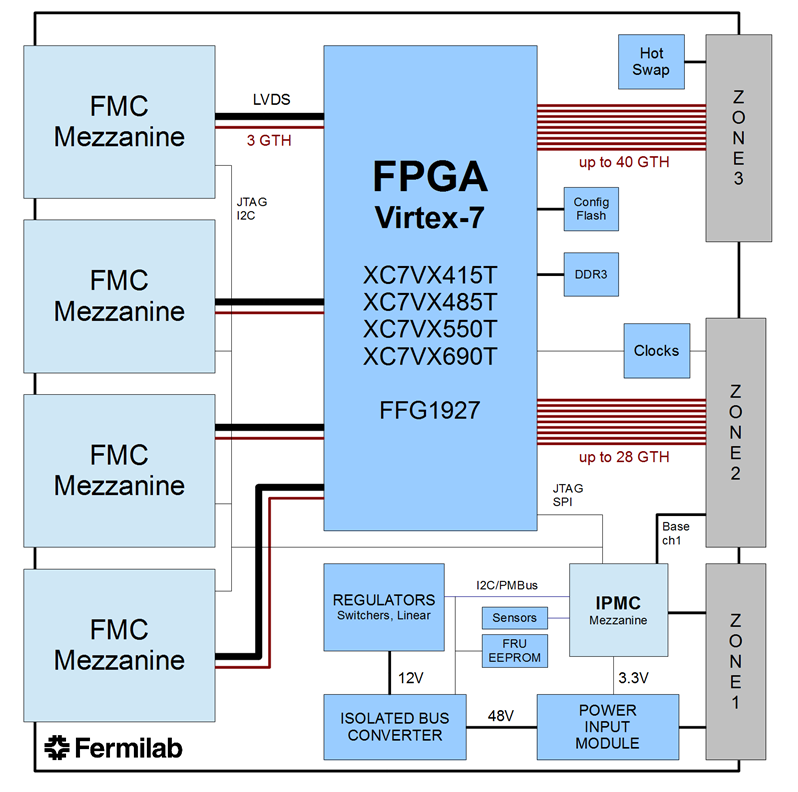 FMC
Mezzanine
LVDS
3 GTH
JTAG
I2C
FMC
Mezzanine
FMC
Mezzanine
FMC
Mezzanine
FPGA
Virtex-7
XC7VX415T
XC7VX485T
XC7VX550T
XC7VX690T
FFG1927
Hot
Swap
ZONE3
up to 40 GTH
Config
Flash
DDR3
Clocks
ZONE2
up to 28 GTH
JTAG
SPI
Base
ch1
REGULATORS
Switchers, Linear
I2C/PMBus
Sensors
FRU
EEPROM
IPMC
Mezzanine
ZONE1
12V
3.3V
ISOLATED BUS
CONVERTER
48V
POWER
INPUT
MODULE
Fermilab